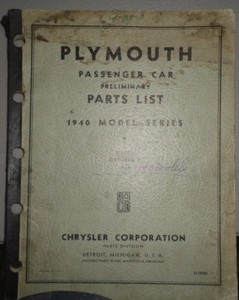 PLYMOUTH
PASSENGER CAR
PRELIMINARY
PARTS LIST
1940 MODEL SERIES
CHRYSLER CORPORATION
PARTS DIVISION
DETROIT, MICHIGAN, U.S.A.